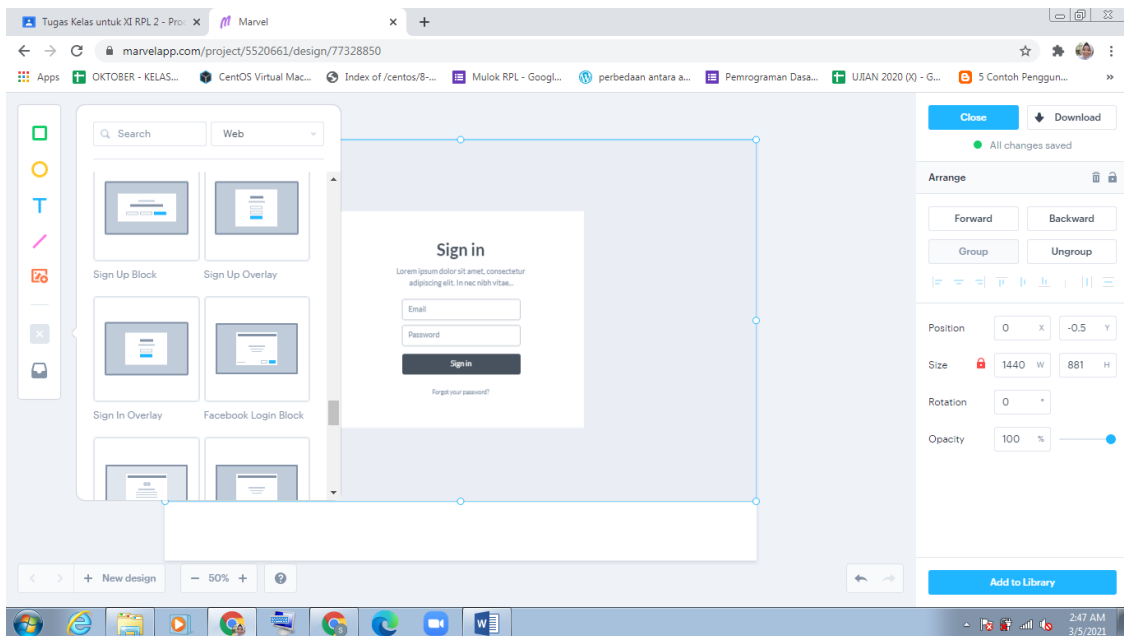 Tugas Kelas untuk XI RPL 2 - Pro
Marvel
marvelapp.com/project/5520661/design/77328850
Apps
OKTOBER - KELAS...
CentOS Virtual Mac...
Index of /centos/8-...
Mulok RPL - Googl...
perbedaan antara a...
Pemrograman Dasa...
UJIAN 2020 (X) - G...
5 Contoh Penggun...
»
Search
Web
Sign Up Block
Sign Up Overlay
Sign In Overlay
Facebook Login Block
Sign in
Lorem ipsum dolor sit amet, consectetur
adipiscing elit. In nec nibh vitae...
Email
Password
Sign in
Forgot your password?
Close
Download
All changes saved
Arrange
Forward
Backward
Group
Ungroup
Position 0 X -0.5 Y
Size 1440 W 881 H
Rotation 0 °
Opacity 100 %
Add to Library
+ New design
− 50% +
?
2:47 AM
3/5/2021